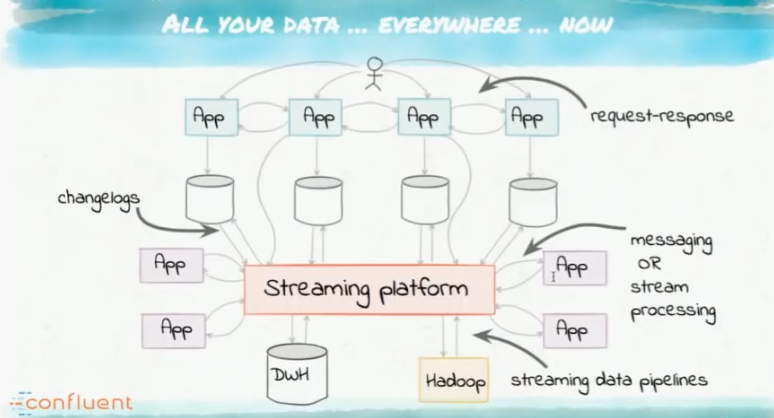 ALL YOUR DATA ... EVERYWHERE ... NOW
App
App
App
App
request-response
changelogs
App
App
Streaming platform
App
App
messaging
OR
stream
processing
DWH
Hadoop
streaming data pipelines
confluent